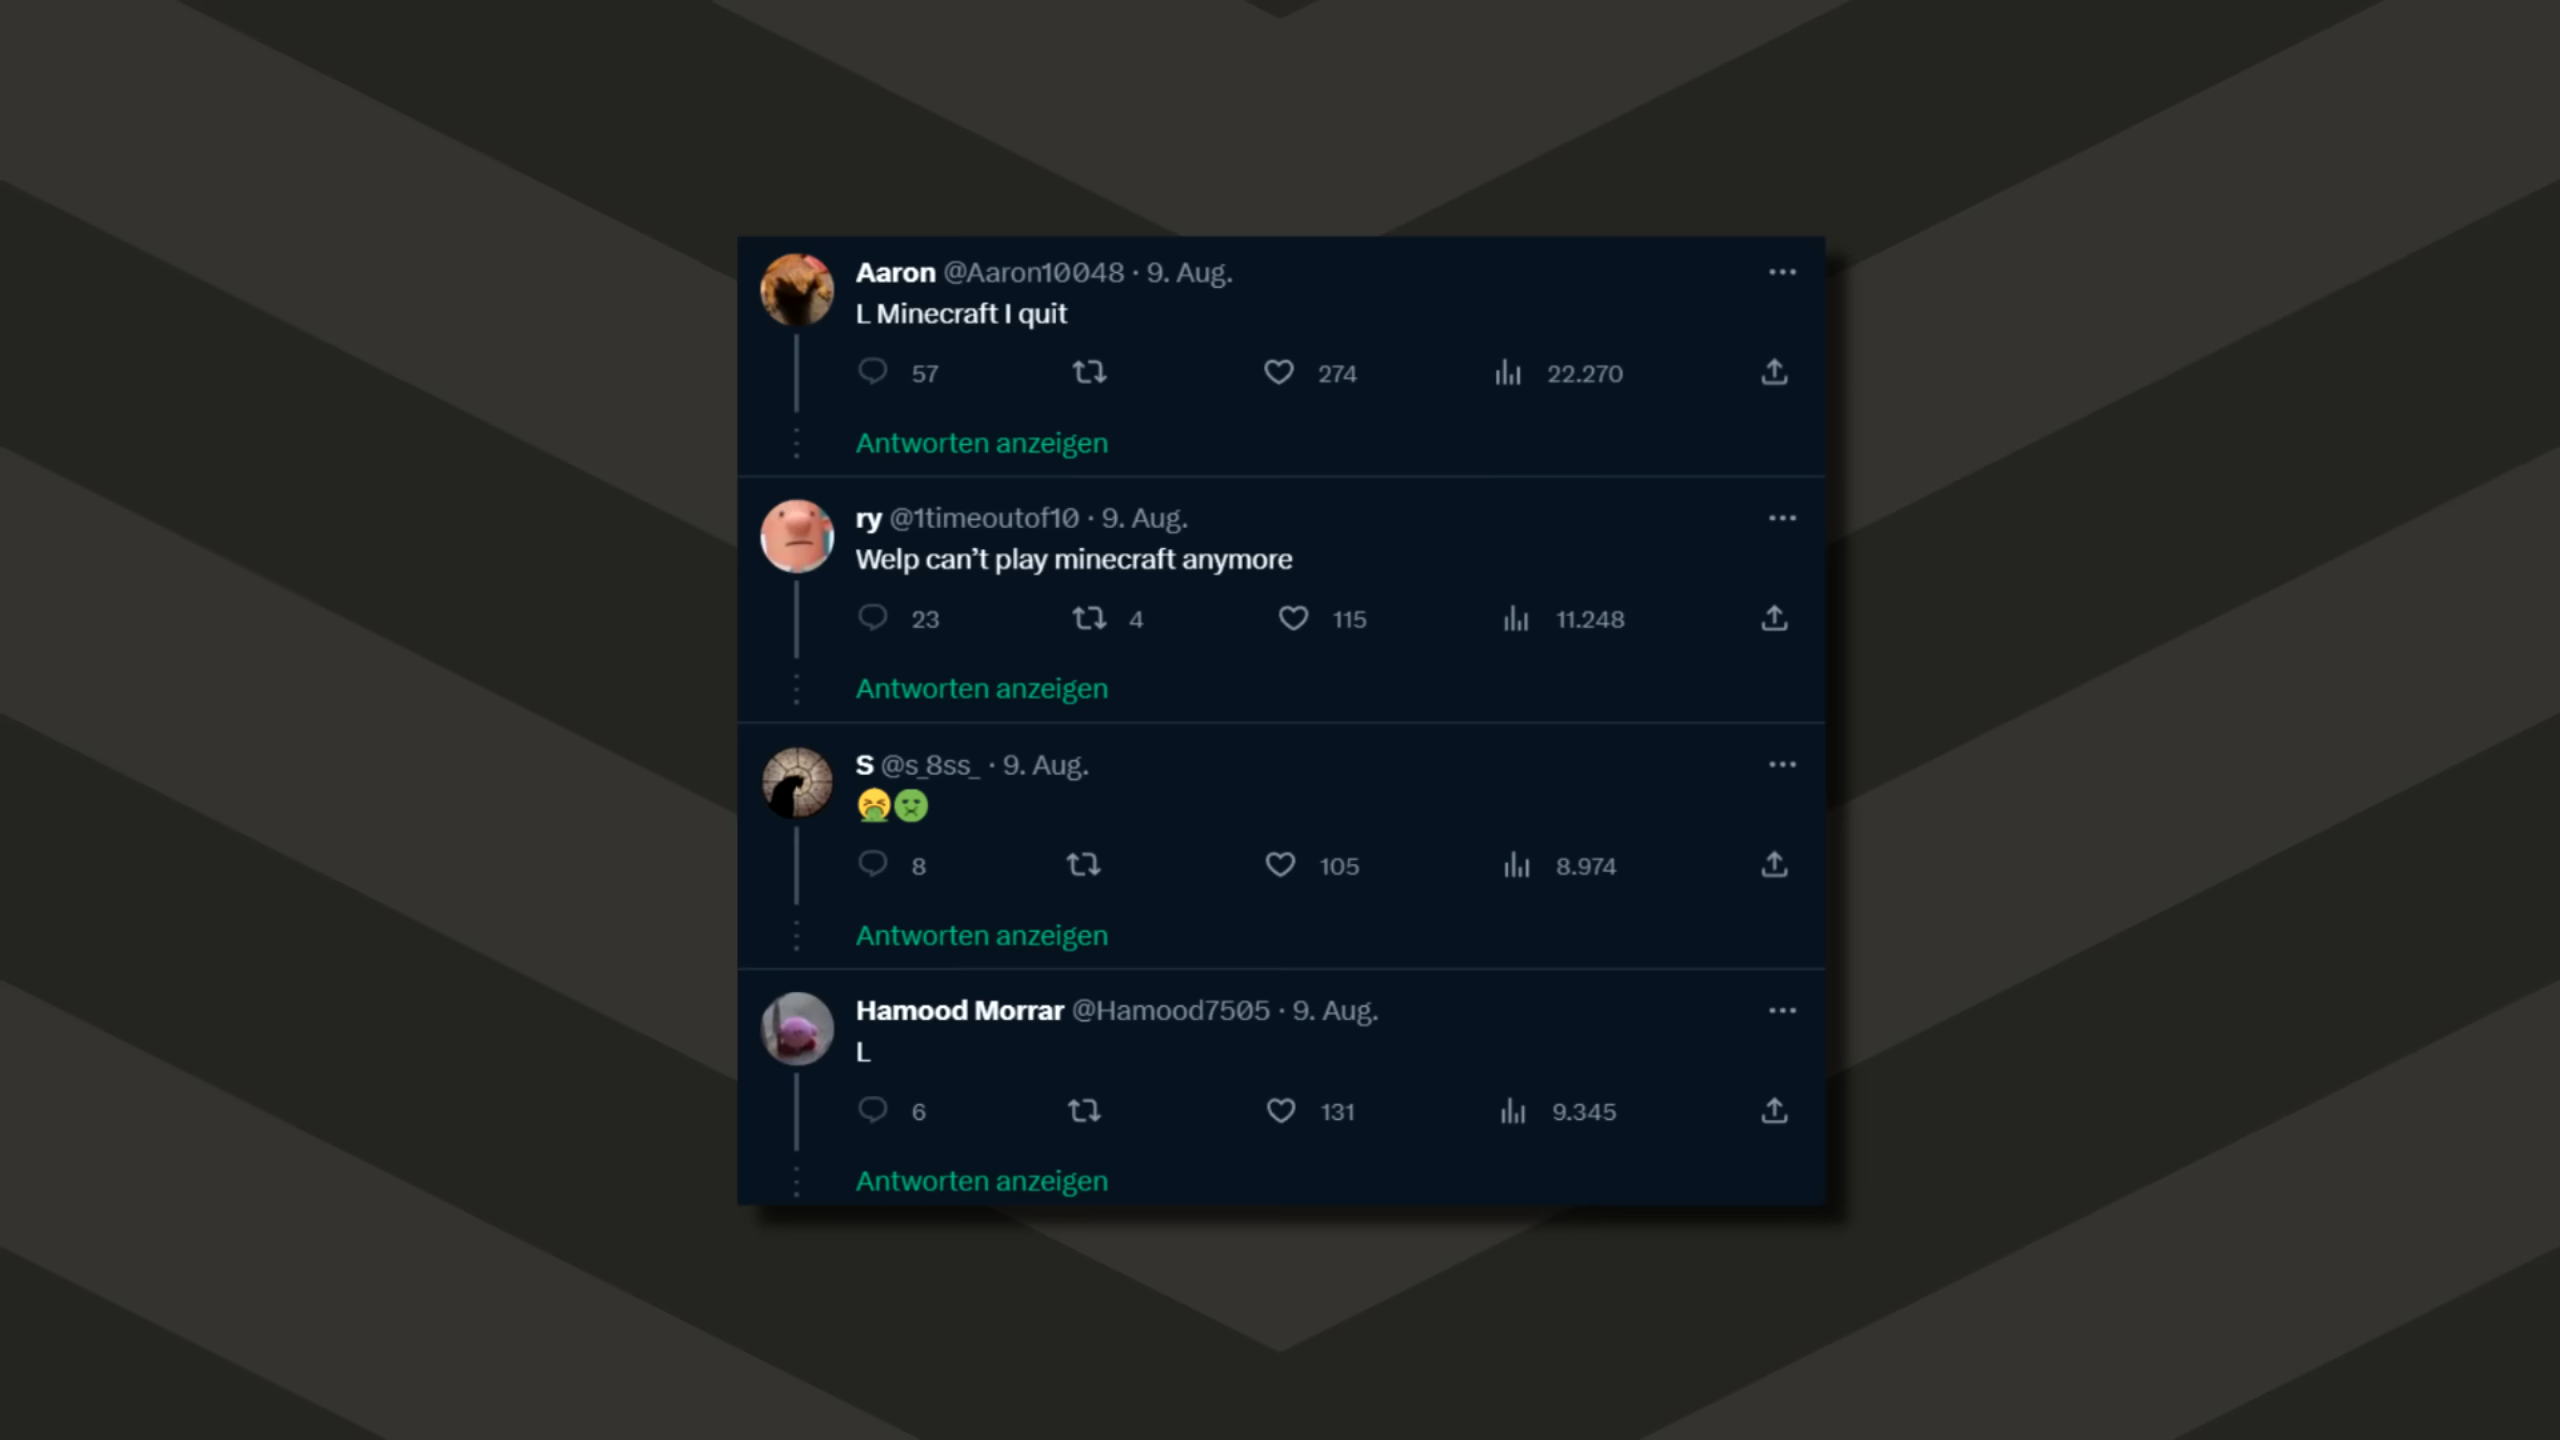 Aaron @Aaron10048 · 9. Aug.
L Minecraft I quit
57 274 22.270
Antworten anzeigen
ry @1timeoutof10 · 9. Aug.
Welp can’t play minecraft anymore
23 4 115 11.248
Antworten anzeigen
S @s_8ss_ · 9. Aug.
🤮🤢
8 105 8.974
Antworten anzeigen
Hamood Morrar @Hamood7505 · 9. Aug.
L
6 131 9.345
Antworten anzeigen